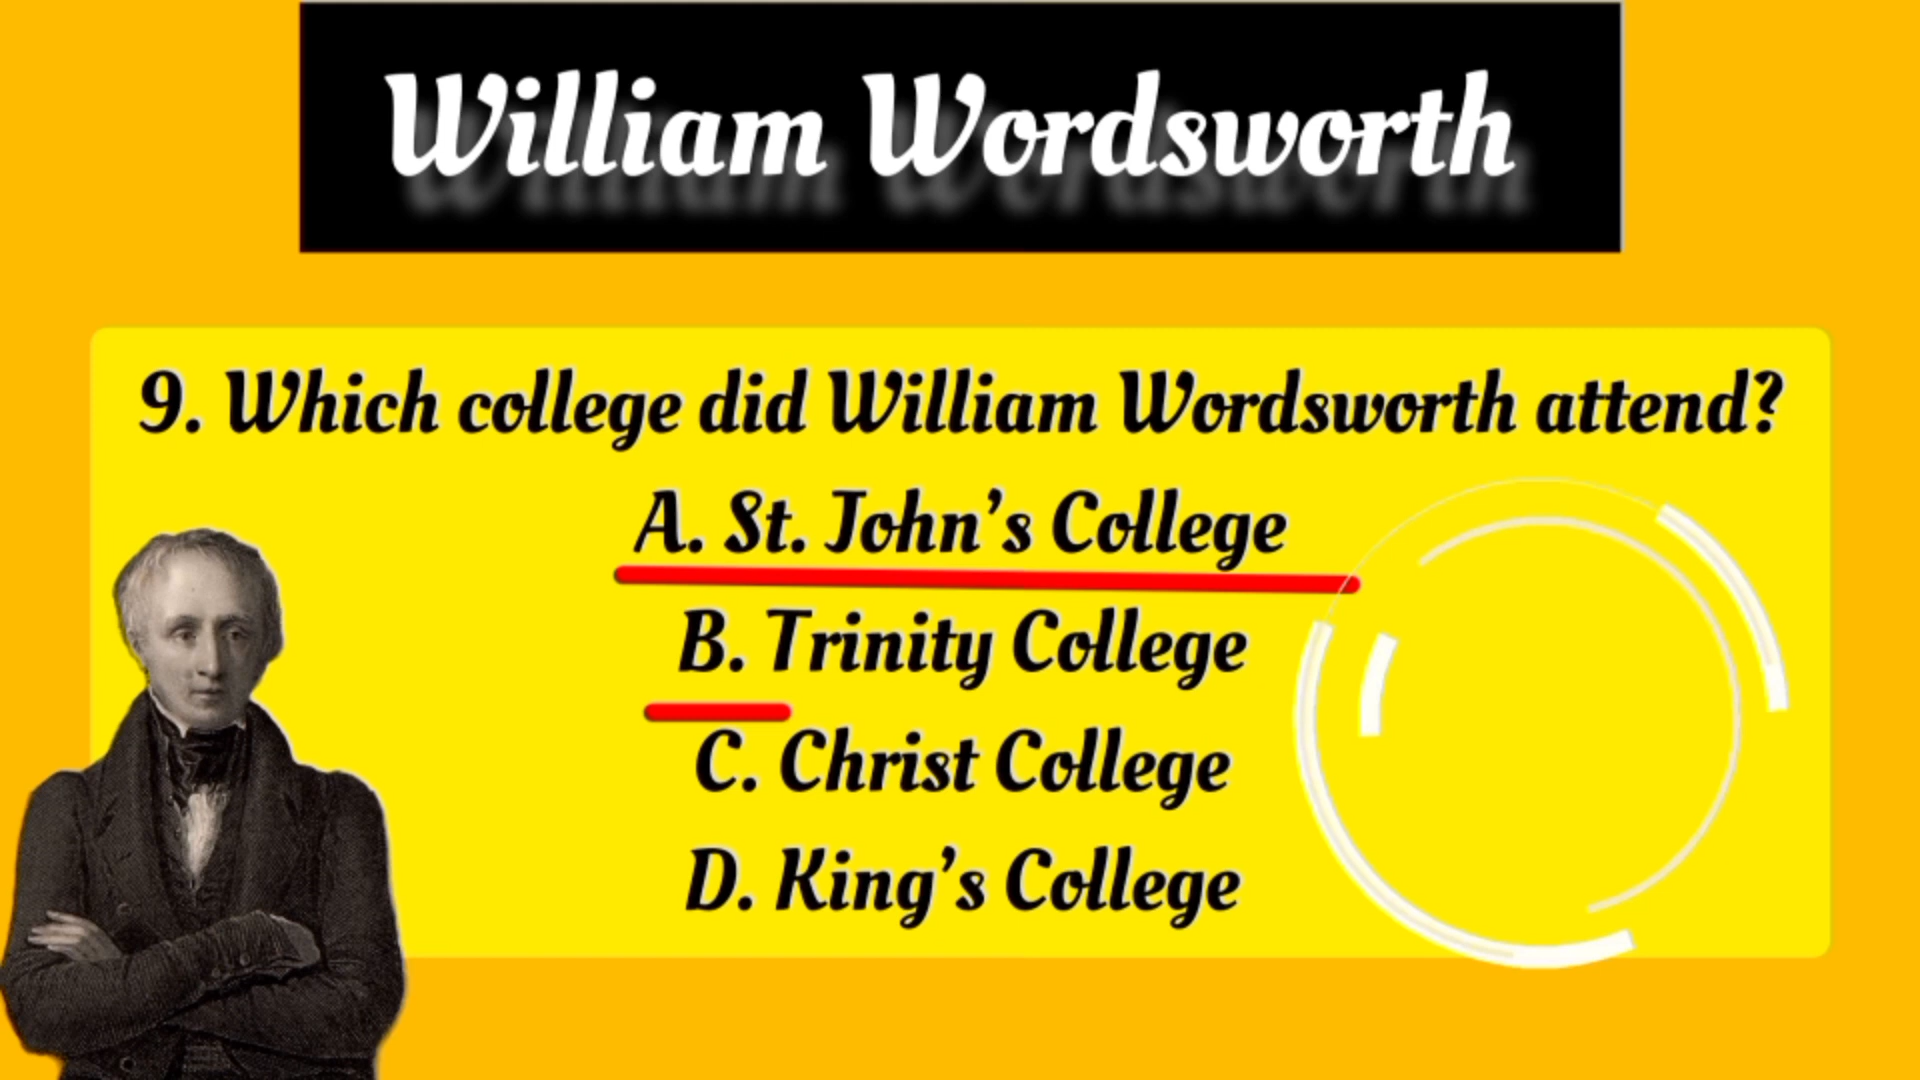 William Wordsworth
9. Which college did William Wordsworth attend?
A. St. John’s College
B. Trinity College
C. Christ College
D. King’s College